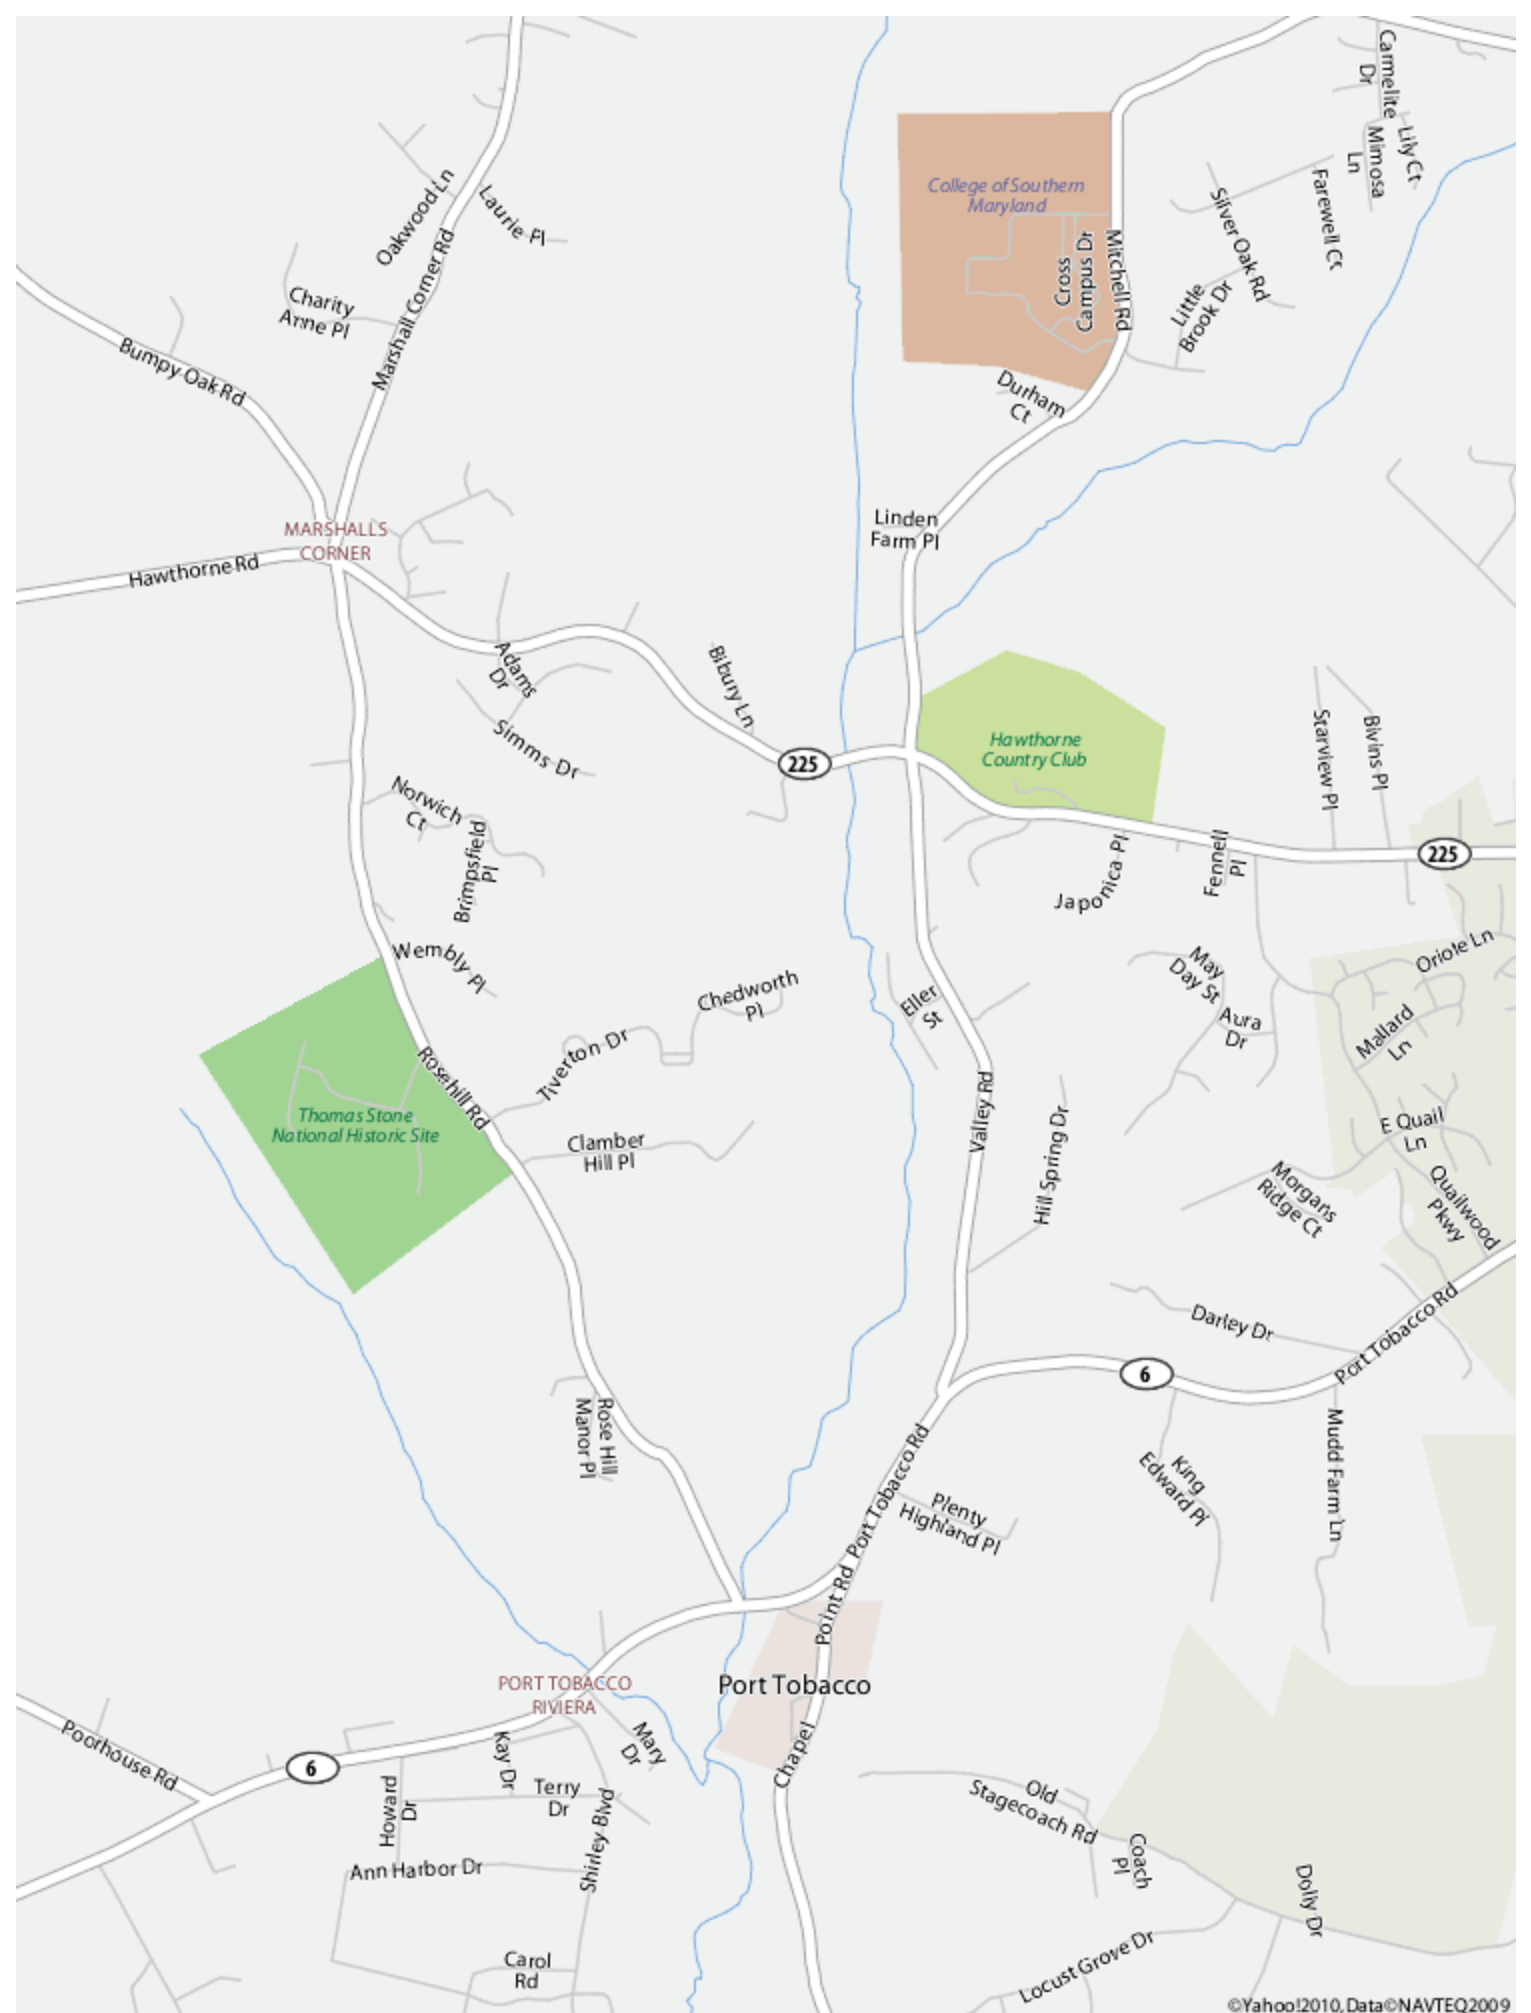 Carmelite
Dr
Lily Ct
Mimosa
Ln
College of Southern
Maryland
Oakwood Ln
Laurie Pl
Farewell Ct
Silver Oak Rd
Marshall Corner Rd
Cross
Campus Dr
Mitchell Rd
Little
Brook Dr
Charity
Anne Pl
Bumpy Oak Rd
Durham
Ct
Linden
Farm Pl
MARSHALLS
CORNER
Hawthorne Rd
Adams
Dr
Bibury Ln
Simms Dr
225
Hawthorne
Country Club
Starview Pl
Bivins Pl
Norwich
Ct
Brimpsfield
Pl
Japonica Pl
Fennell
Pl
225
Wembly Pl
Oriole Ln
May
Day St
Chedworth
Pl
Eller
St
Aura
Dr
Mallard
Ln
Tiverton Dr
Rosehill Rd
Thomas Stone
National Historic Site
Valley Rd
Hill Spring Dr
E Quail
Ln
Clamber
Hill Pl
Morgans
Ridge Ct
Quailwood
Pkwy
Darley Dr
Port Tobacco Rd
6
Rose Hill
Manor Pl
Port Tobacco Rd
King
Edward Pl
Mudd Farm Ln
Plenty
Highland Pl
Point Rd
PORT TOBACCO
RIVIERA
Port Tobacco
Poorhouse Rd
6
Kay Dr
Mary
Dr
Chapel
Terry
Dr
Howard
Dr
Shirley Blvd
Old
Stagecoach Rd
Coach
Pl
Ann Harbor Dr
Dolly Dr
Carol
Rd
Locust Grove Dr
©Yahoo!2010, Data©NAVTEQ2009